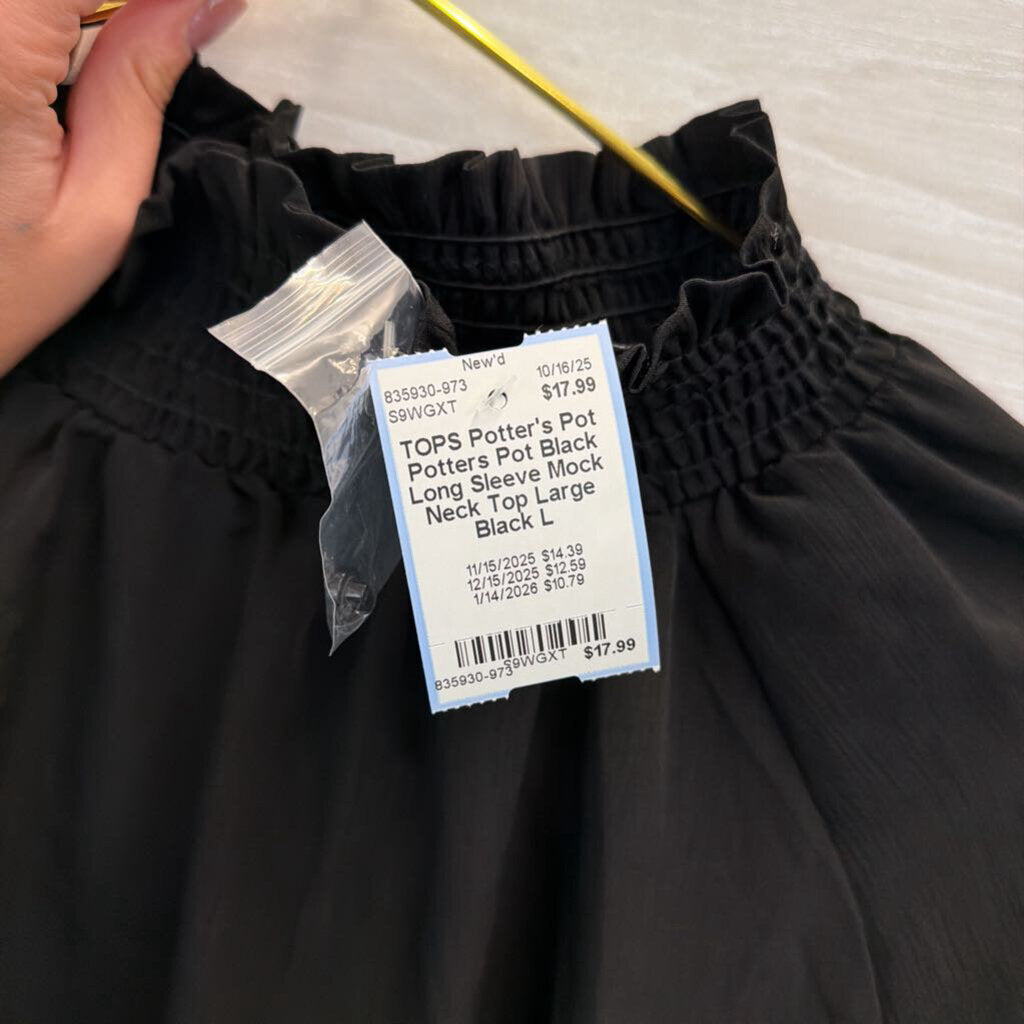 New'd
835930-973 10/16/25
S9WGXT $17.99
TOPS Potter's Pot
Potters Pot Black
Long Sleeve Mock
Neck Top Large
Black L
11/15/2025 $14.39
12/15/2025 $12.59
1/14/2026 $10.79
835930-973 S9WGXT $17.99